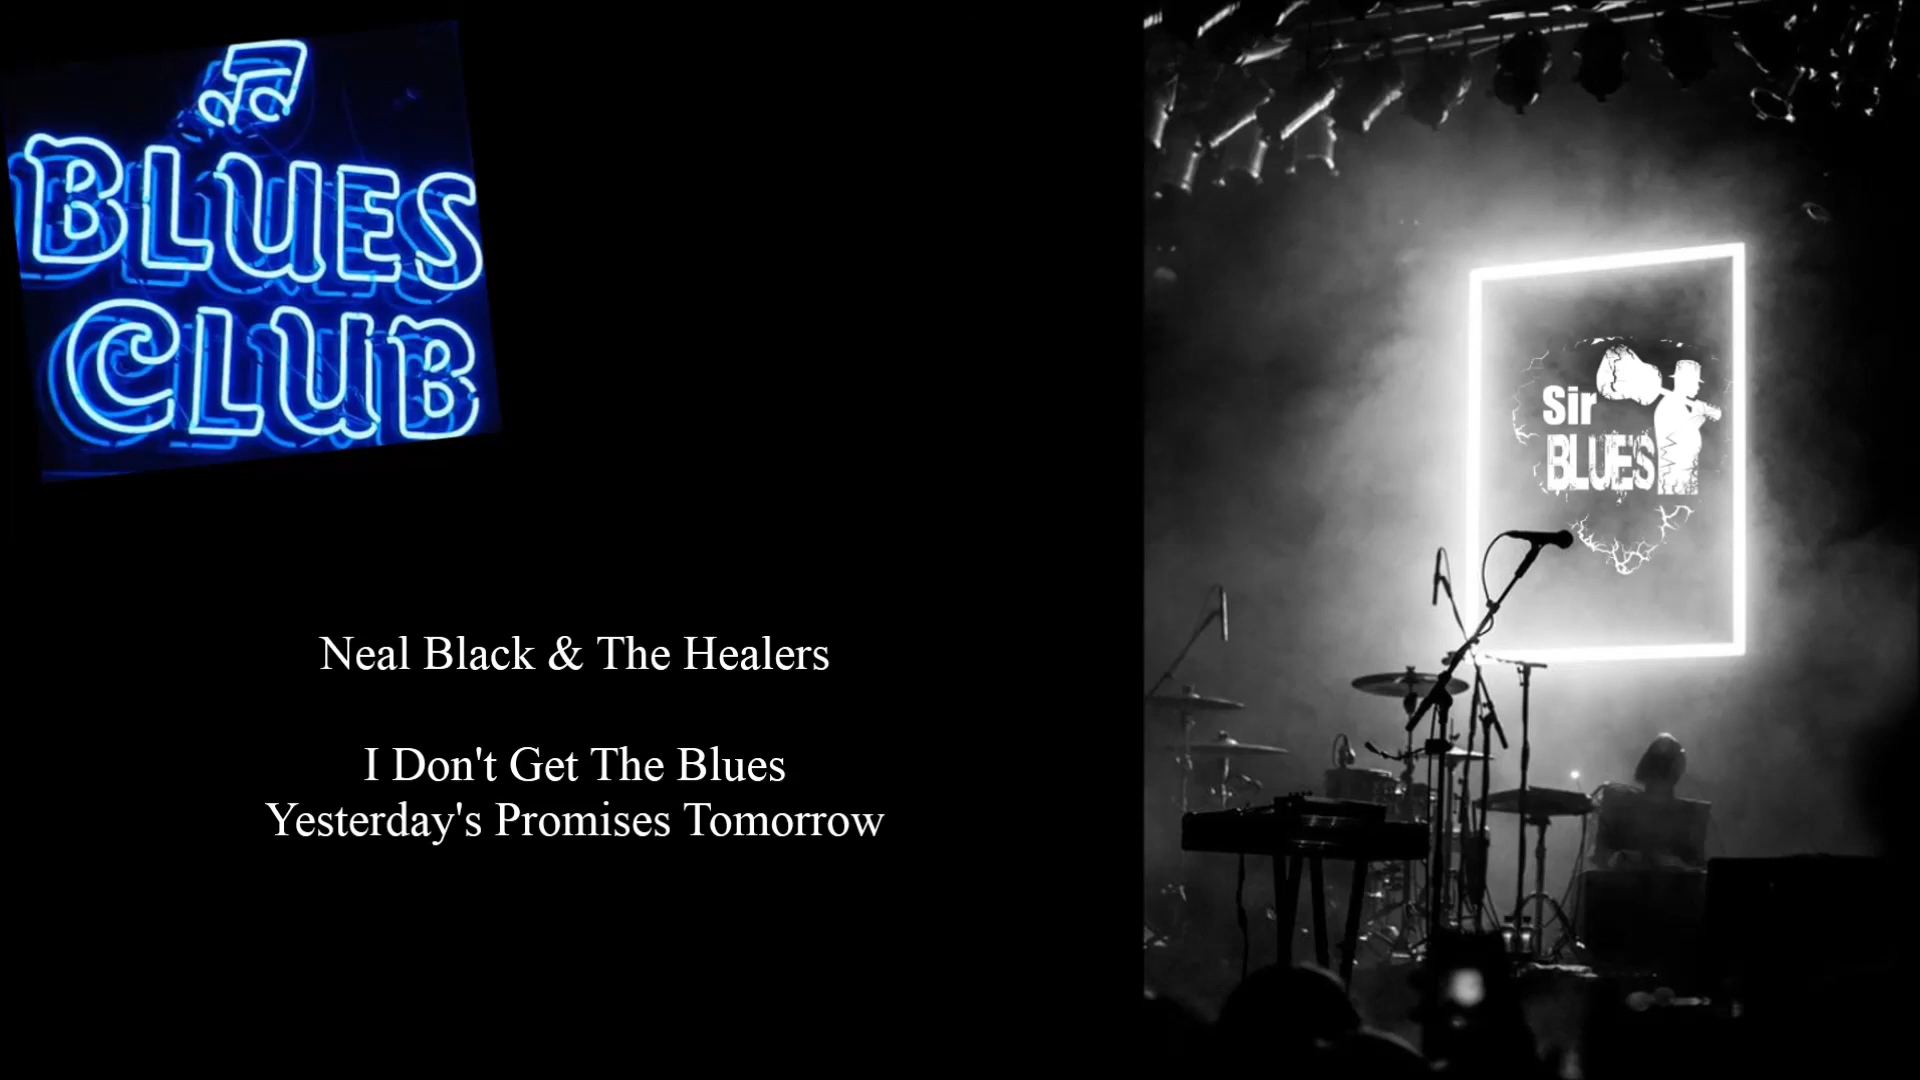 BLUES
CLUB
Sir
BLUES
Neal Black & The Healers
I Don't Get The Blues
Yesterday's Promises Tomorrow